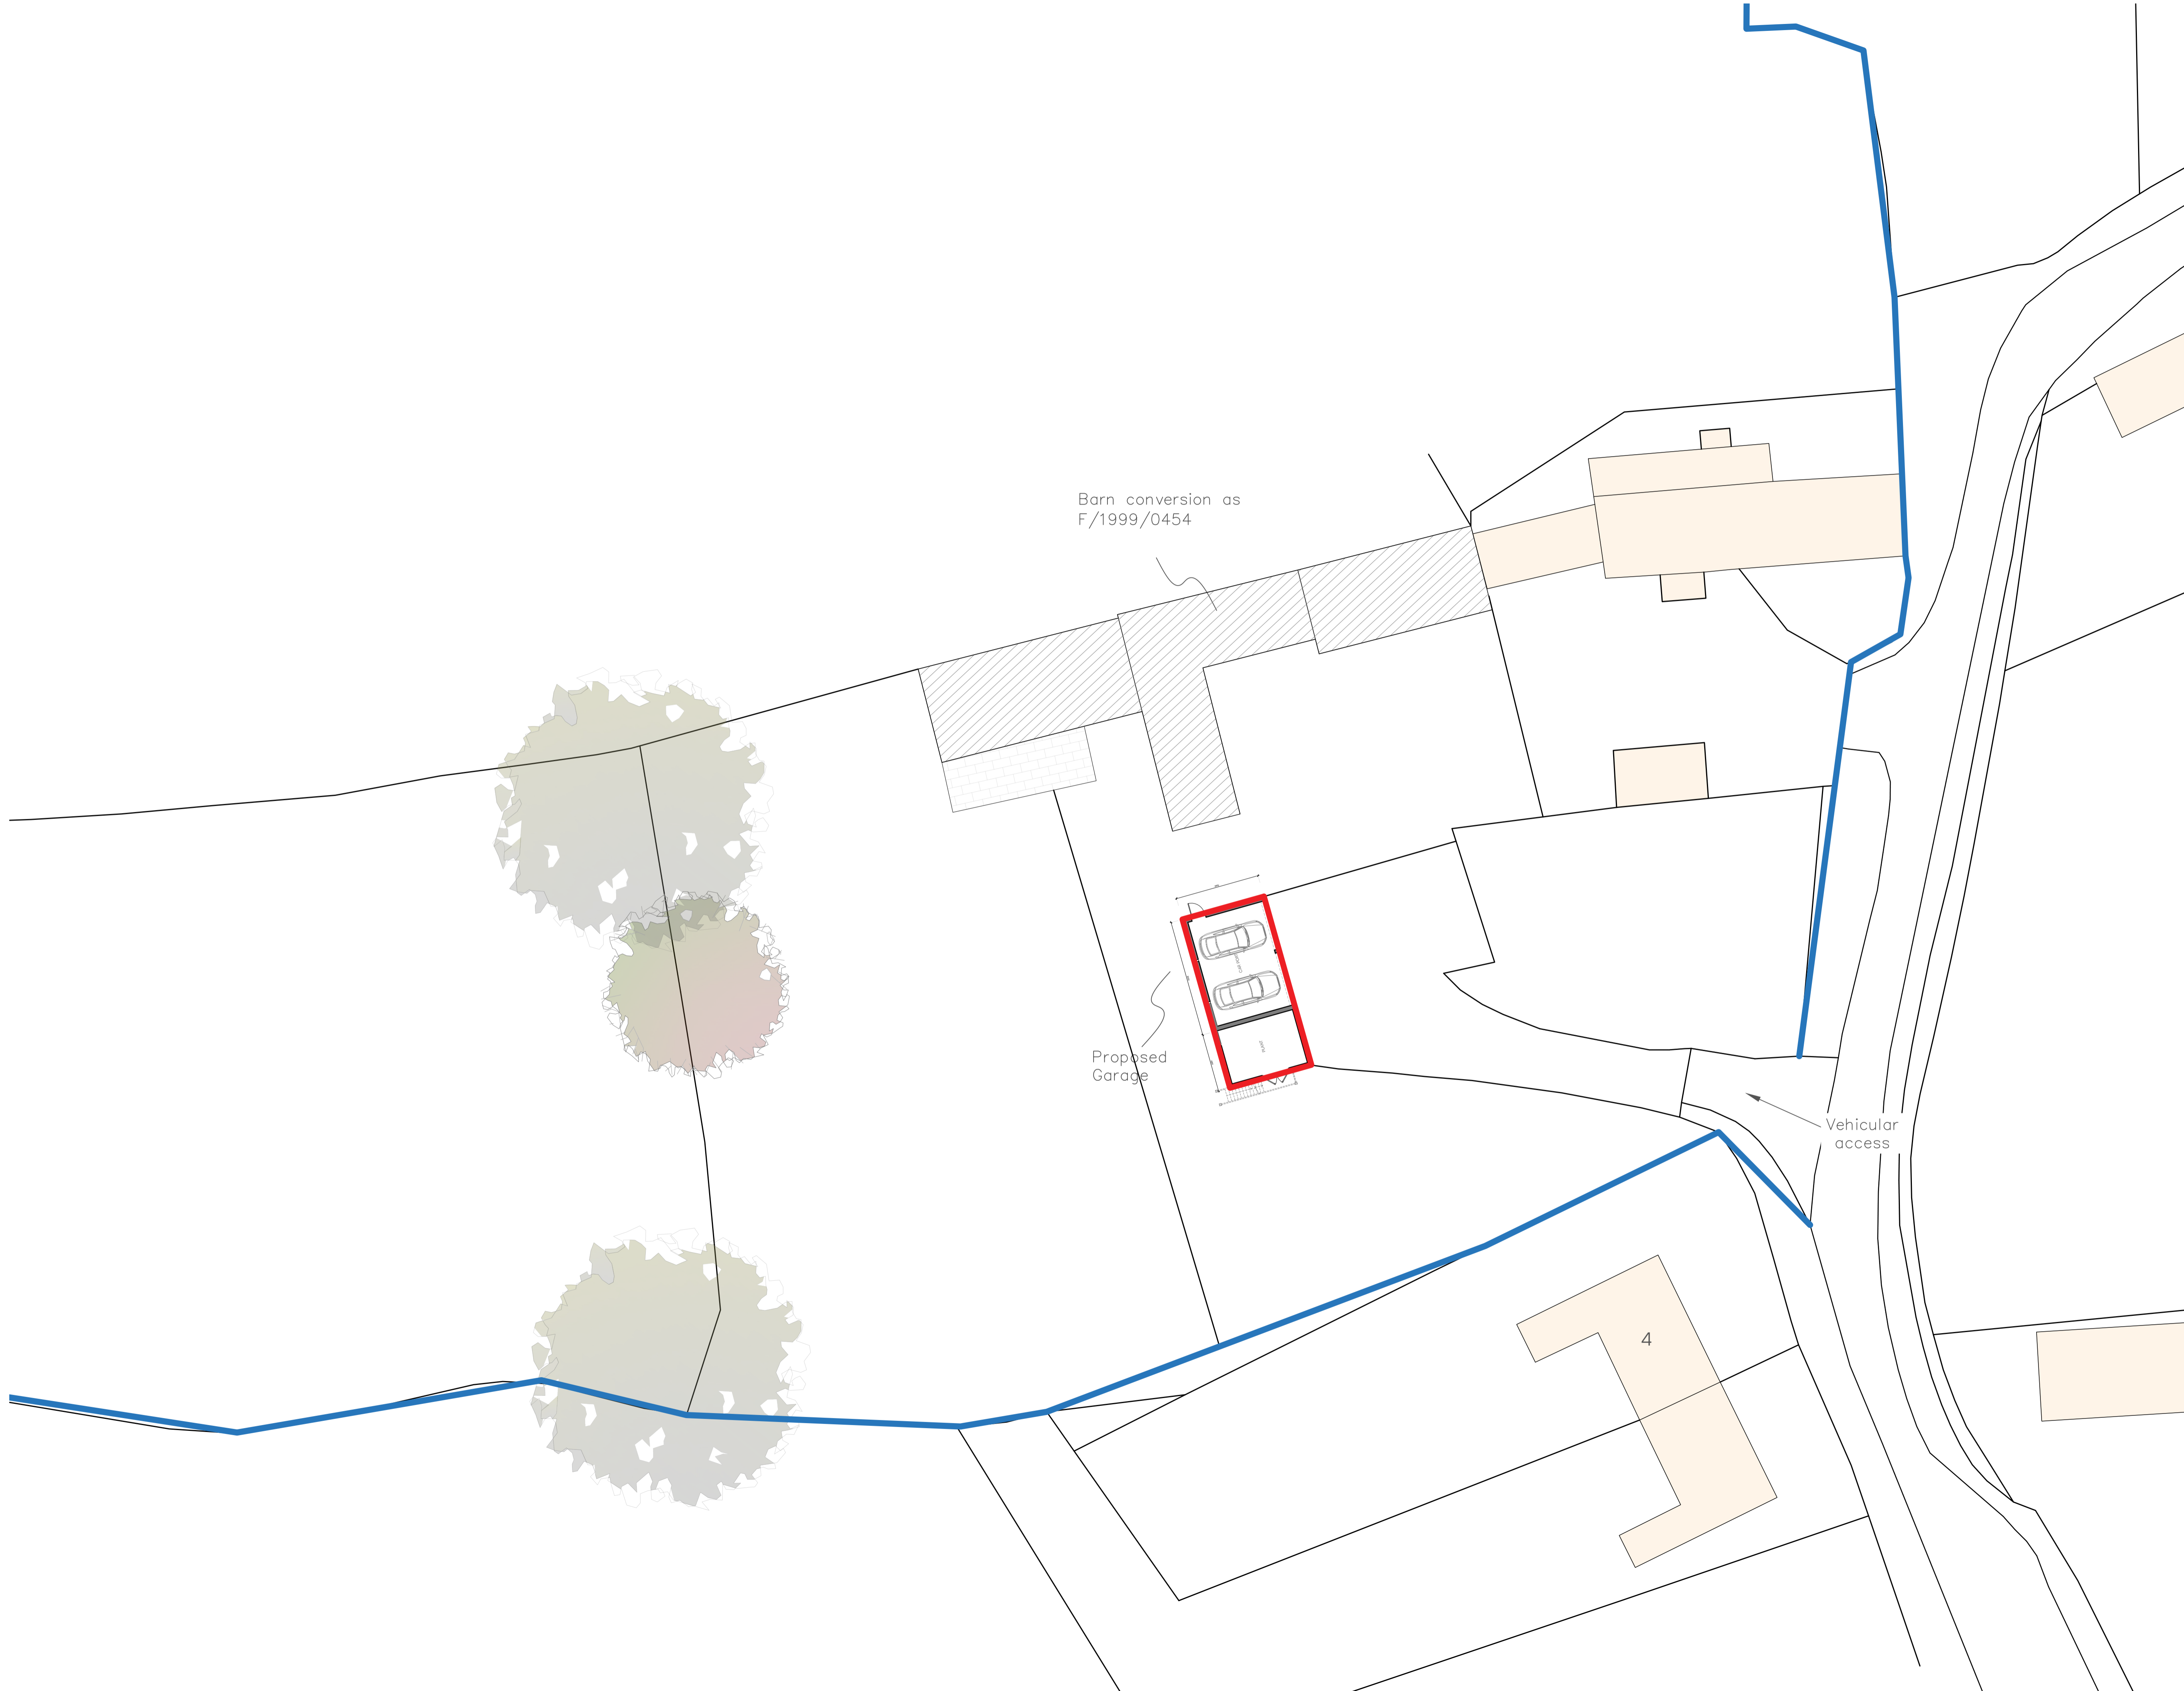 Barn conversion as
F/1999/0454
Proposed
Garage
Vehicular
access
4